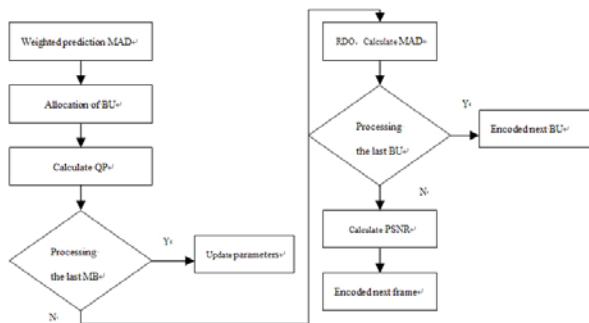 Weighted prediction MAD↵
Allocation of BU↵
Calculate QP↵
Processing
the last MB↵
Y↵
Update parameters↵
N↵
RDO、Calculate MAD↵
Processing
the last BU↵
Y↵
Encoded next BU↵
N↵
Calculate PSNR↵
Encoded next frame↵